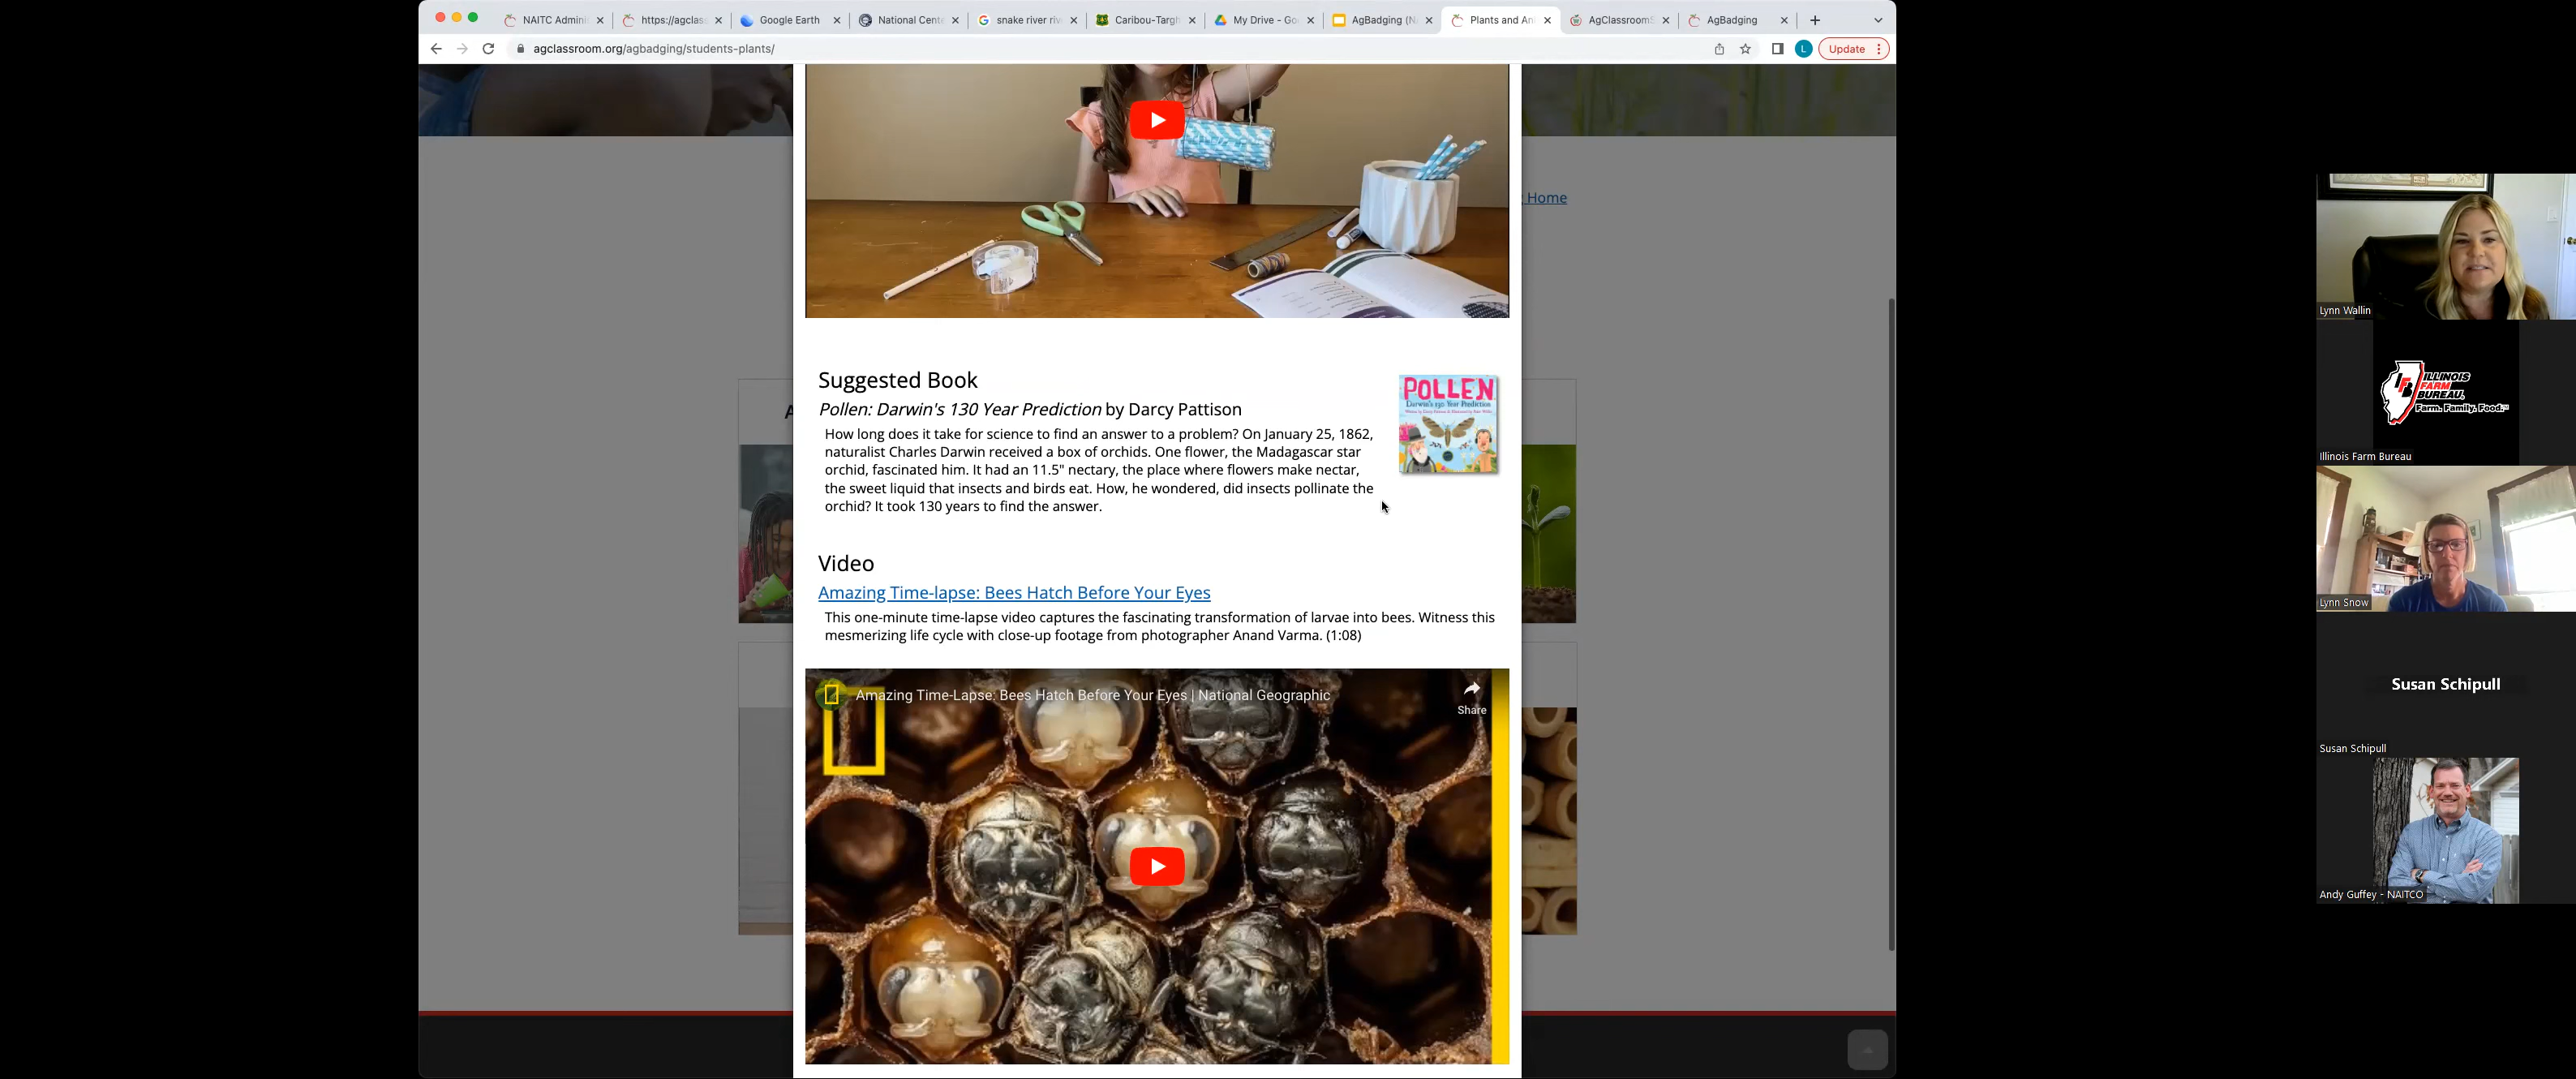 NAITC Admini
https://agclass
Google Earth
National Cente
snake river riv
Caribou-Targh
My Drive - Goo
AgBadging (N
Plants and Ani
AgClassroomS
AgBadging
agclassroom.org/agbadging/students-plants/
L
Update
Home
Suggested Book
Pollen: Darwin's 130 Year Prediction by Darcy Pattison
How long does it take for science to find an answer to a problem? On January 25, 1862,
naturalist Charles Darwin received a box of orchids. One flower, the Madagascar star
orchid, fascinated him. It had an 11.5" nectary, the place where flowers make nectar,
the sweet liquid that insects and birds eat. How, he wondered, did insects pollinate the
orchid? It took 130 years to find the answer.
POLLEN
Darwin's 130 Year Prediction
Video
Amazing Time-lapse: Bees Hatch Before Your Eyes
This one-minute time-lapse video captures the fascinating transformation of larvae into bees. Witness this
mesmerizing life cycle with close-up footage from photographer Anand Varma. (1:08)
Amazing Time-Lapse: Bees Hatch Before Your Eyes | National Geographic
Share
Lynn Wallin
ILLINOIS
FARM
BUREAU.
Farm. Family. Food.™
Illinois Farm Bureau
Lynn Snow
Susan Schipull
Susan Schipull
Andy Guffey - NAITCO